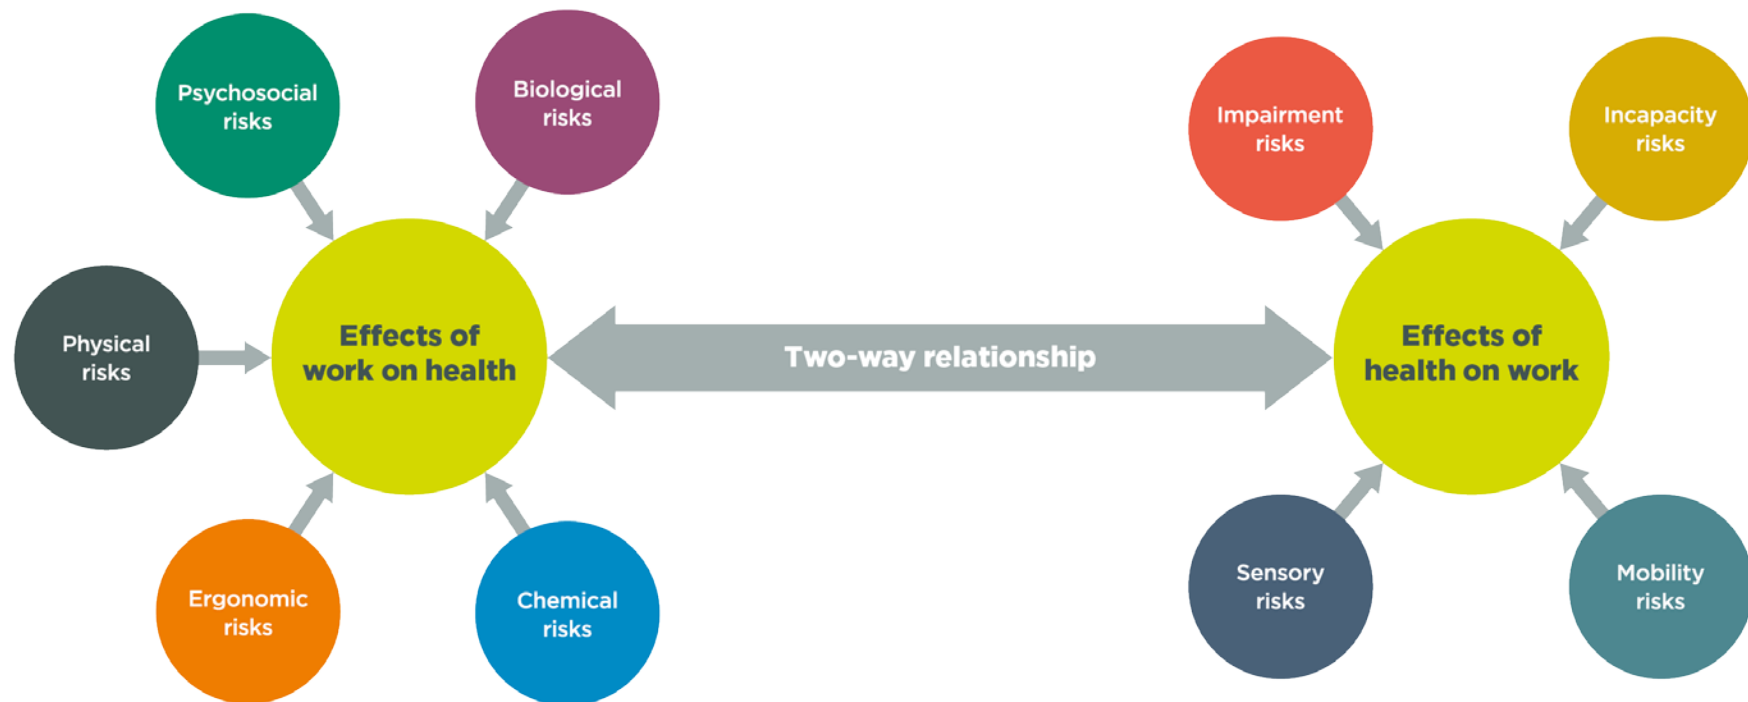 Psychosocial
risks
Biological
risks
Physical
risks
Effects of
work on health
Ergonomic
risks
Chemical
risks
Two-way relationship
Impairment
risks
Incapacity
risks
Effects of
health on work
Sensory
risks
Mobility
risks